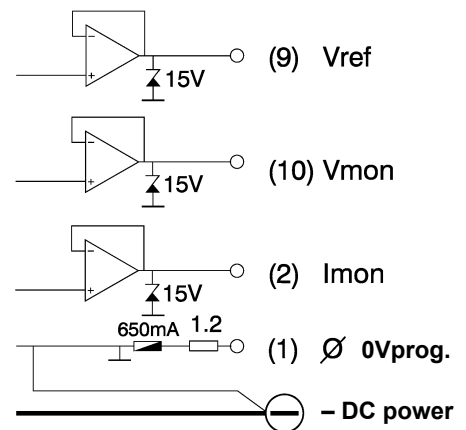 (9) Vref
15V
(10) Vmon
15V
(2) Imon
15V
650mA 1.2
(1) Ø 0Vprog.
– DC power